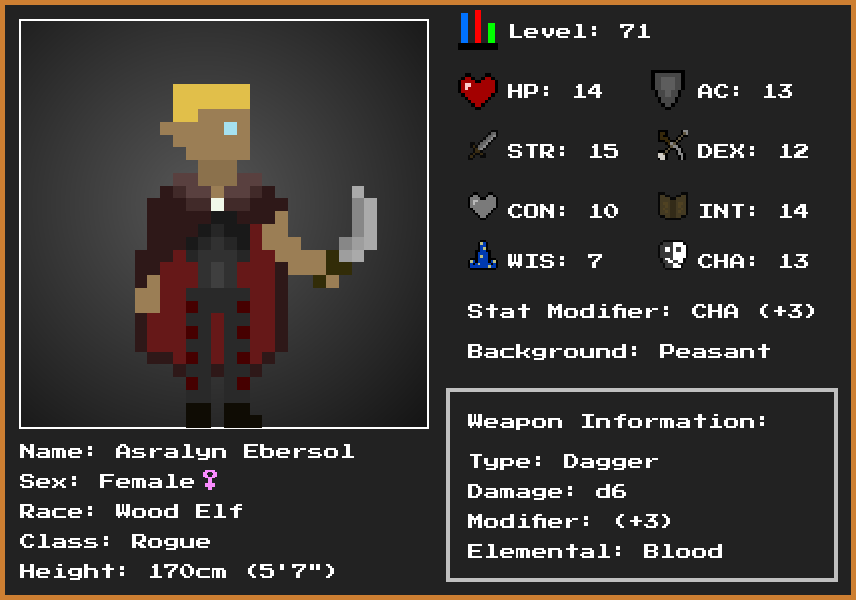 Level: 71
HP: 14 AC: 13
STR: 15 DEX: 12
CON: 10 INT: 14
WIS: 7 CHA: 13
Stat Modifier: CHA (+3)
Background: Peasant
Weapon Information:
Type: Dagger
Damage: d6
Modifier: (+3)
Elemental: Blood
Name: Asralyn Ebersol
Sex: Female♀
Race: Wood Elf
Class: Rogue
Height: 170cm (5'7")